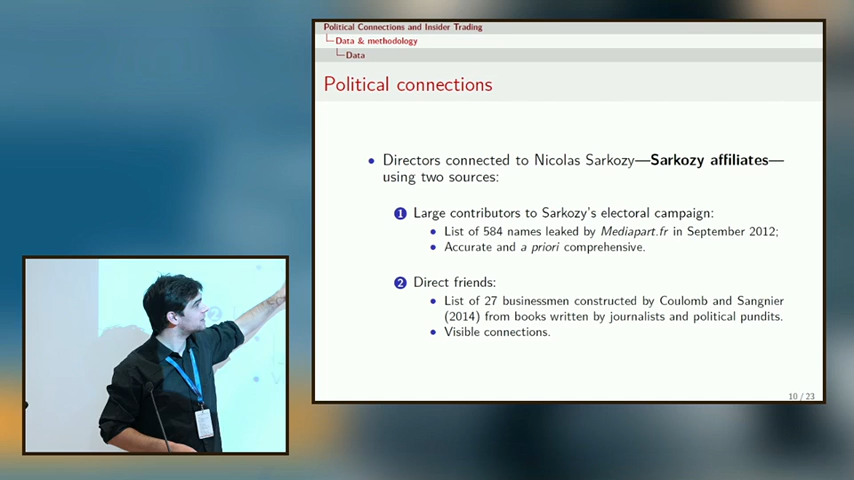 Political Connections and Insider Trading
Data & methodology
Data
Political connections
• Directors connected to Nicolas Sarkozy—Sarkozy affiliates—
using two sources:
1 Large contributors to Sarkozy's electoral campaign:
• List of 584 names leaked by Mediapart.fr in September 2012;
• Accurate and a priori comprehensive.
2 Direct friends:
• List of 27 businessmen constructed by Coulomb and Sangnier
(2014) from books written by journalists and political pundits.
• Visible connections.
10 / 23